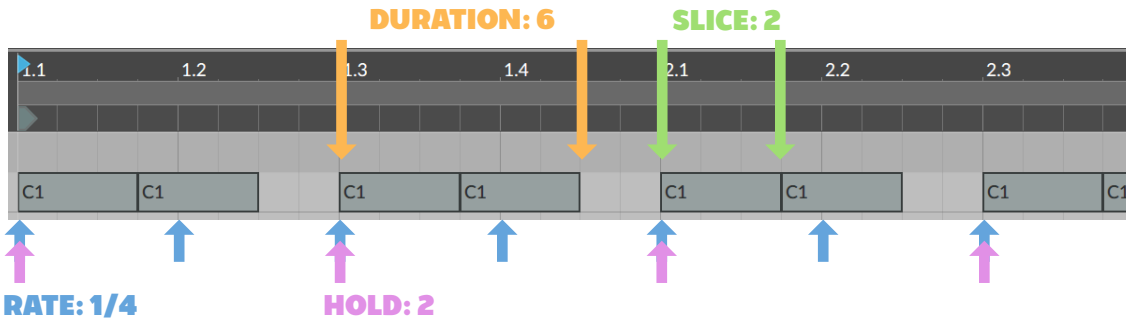 DURATION: 6 SLICE: 2
1.1 1.2 1.3 1.4 2.1 2.2 2.3
C1 C1 C1 C1 C1 C1 C1 C1
RATE: 1/4 HOLD: 2